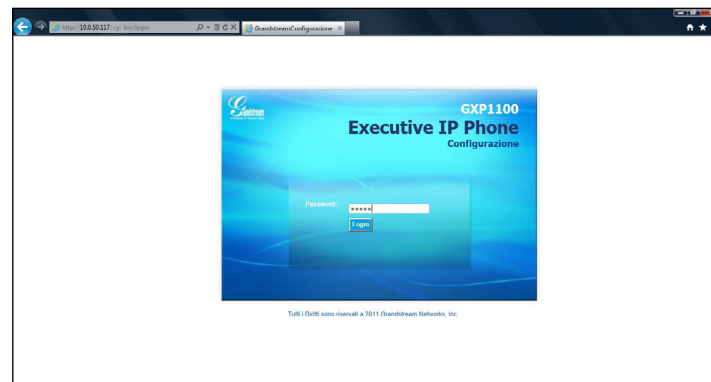 http://10.0.50.117/cgi-bin/login
GrandstreamConfigurazione
Grandstream
GXP1100
Executive IP Phone
Configurazione
Password:
*****
Login
Tutti i Diritti sono riservati a 2011 Grandstream Networks, Inc.